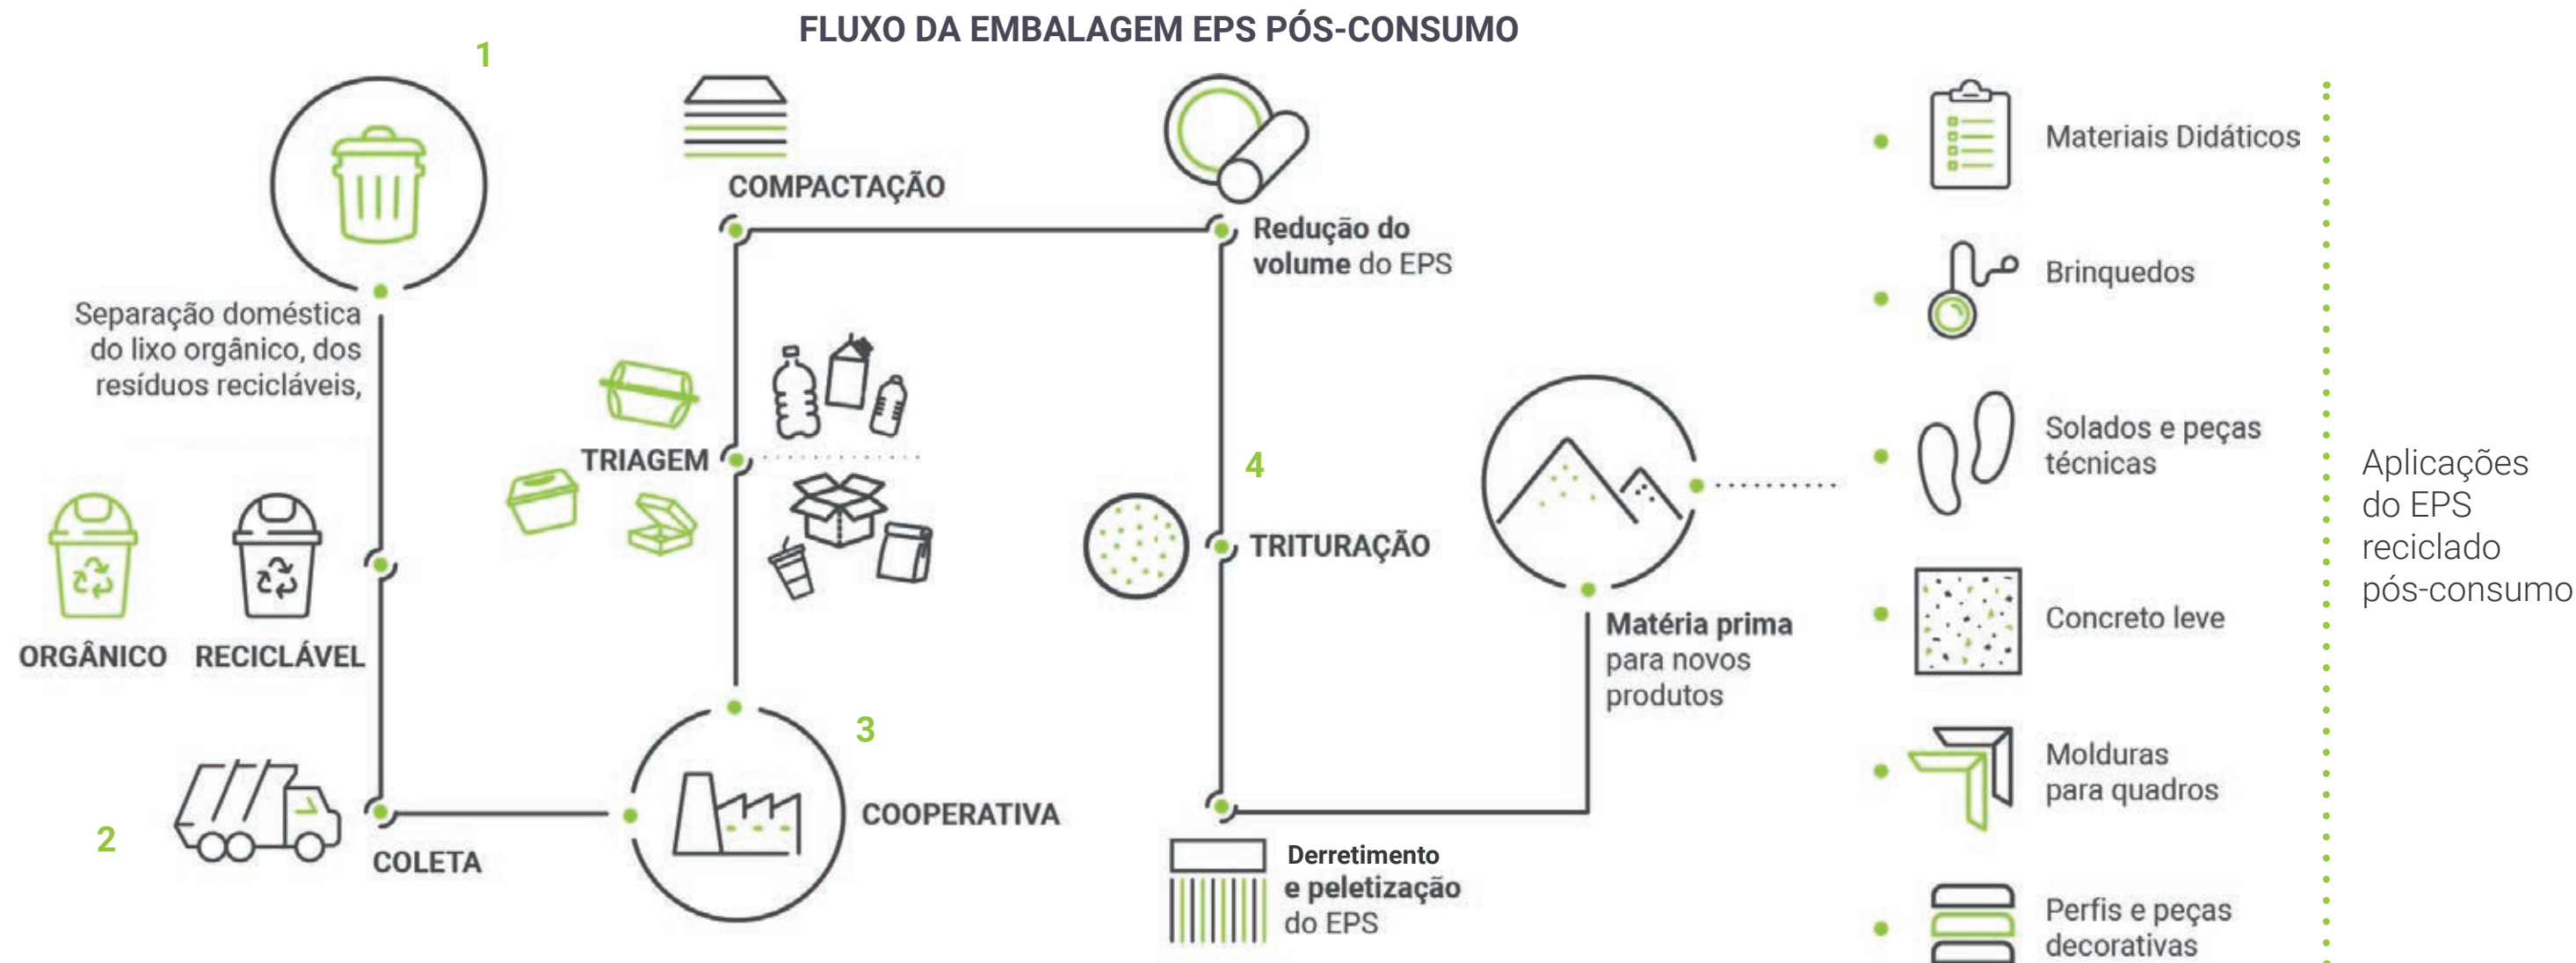 FLUXO DA EMBALAGEM EPS PÓS-CONSUMO
1
Separação doméstica
do lixo orgânico, dos
resíduos recicláveis,
ORGÂNICO
RECICLÁVEL
2
COLETA
3
COOPERATIVA
TRIAGEM
COMPACTAÇÃO
Redução do
volume do EPS
4
TRITURAÇÃO
Derretimento
e peletização
do EPS
Matéria prima
para novos
produtos
Materiais Didáticos
Brinquedos
Solados e peças
técnicas
Concreto leve
Molduras
para quadros
Perfis e peças
decorativas
Aplicações
do EPS
reciclado
pós-consumo